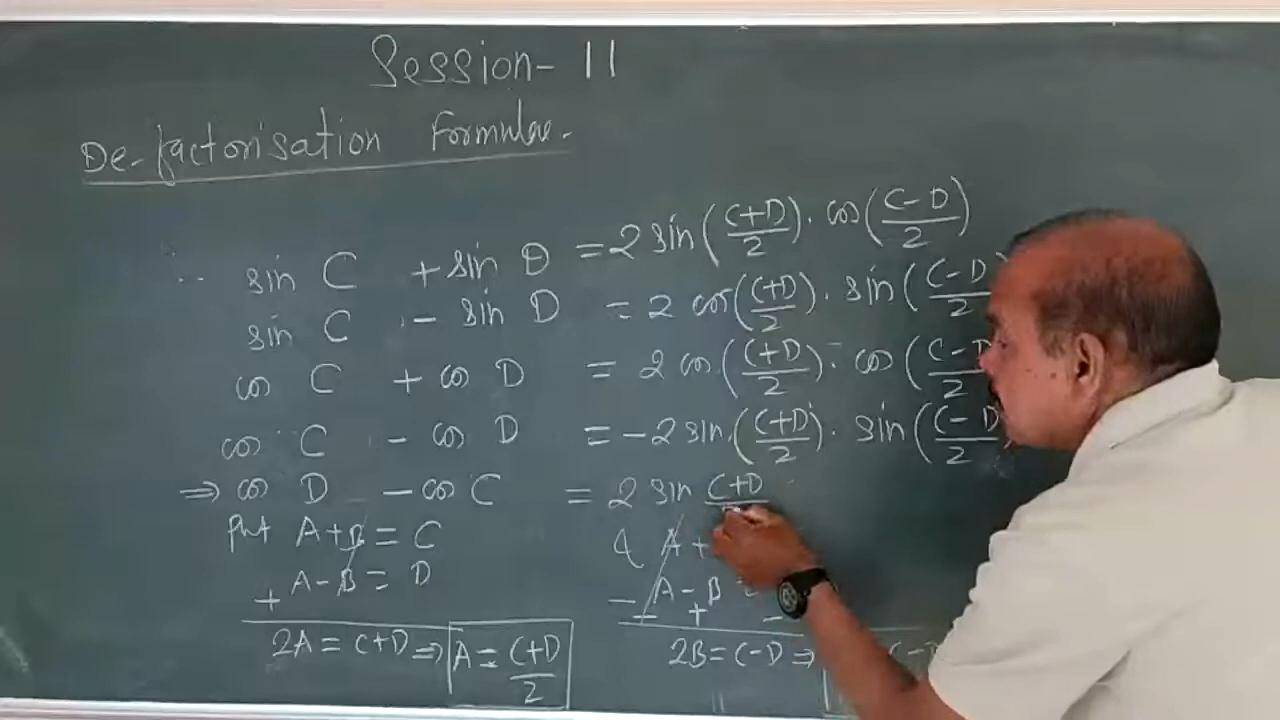 Session- 11
De-factorisation Formulae.
∴ sin C + sin D = 2 sin((C+D)/2) · cos((C-D)/2)
sin C - sin D = 2 cos((C+D)/2) · sin((C-D)/2
cos C + cos D = 2 cos((C+D)/2) · cos((C-D)/2
cos C - cos D = -2 sin((C+D)/2) · sin((C-D)/2
⇒ cos D - cos C = 2 sin C+D
Put A+B = C
A-B = D
+
2A = C+D ⇒ A = (C+D)/2
& A +
A-B =
- - + -
2B = C-D ⇒ C-D